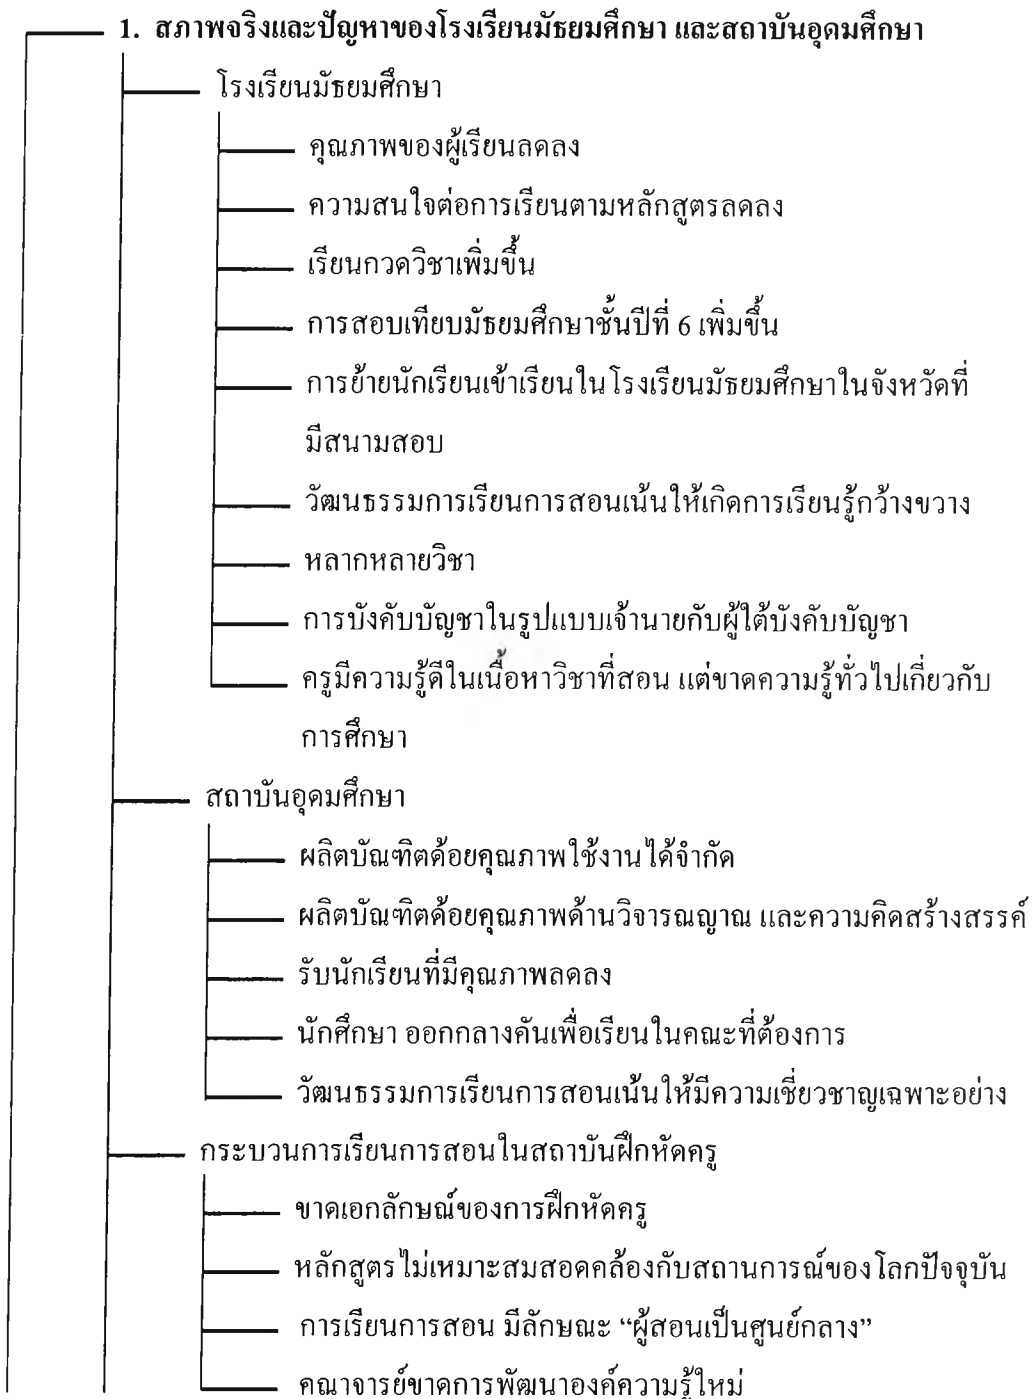 1. สภาพจริงและปัญหาของโรงเรียนมัธยมศึกษา และสถาบันอุดมศึกษา
โรงเรียนมัธยมศึกษา
คุณภาพของผู้เรียนลดลง
ความสนใจต่อการเรียนตามหลักสูตรลดลง
เรียนกวดวิชาเพิ่มขึ้น
การสอบเทียบมัธยมศึกษาชั้นปีที่ 6 เพิ่มขึ้น
การย้ายนักเรียนเข้าเรียนในโรงเรียนมัธยมศึกษาในจังหวัดที่
มีสนามสอบ
วัฒนธรรมการเรียนการสอนเน้นให้เกิดการเรียนรู้กว้างขวาง
หลากหลายวิชา
การบังคับบัญชาในรูปแบบเจ้านายกับผู้ใต้บังคับบัญชา
ครูมีความรู้ดีในเนื้อหาวิชาที่สอน แต่ขาดความรู้ทั่วไปเกี่ยวกับ
การศึกษา
สถาบันอุดมศึกษา
ผลิตบัณฑิตด้อยคุณภาพใช้งานได้จำกัด
ผลิตบัณฑิตด้อยคุณภาพด้านวิจารณญาณ และความคิดสร้างสรรค์
รับนักเรียนที่มีคุณภาพลดลง
นักศึกษา ออกกลางคันเพื่อเรียนในคณะที่ต้องการ
วัฒนธรรมการเรียนการสอนเน้นให้มีความเชี่ยวชาญเฉพาะอย่าง
กระบวนการเรียนการสอนในสถาบันฝึกหัดครู
ขาดเอกลักษณ์ของการฝึกหัดครู
หลักสูตรไม่เหมาะสมสอดคล้องกับสถานการณ์ของโลกปัจจุบัน
การเรียนการสอน มีลักษณะ “ผู้สอนเป็นศูนย์กลาง”
คณาจารย์ขาดการพัฒนาองค์ความรู้ใหม่